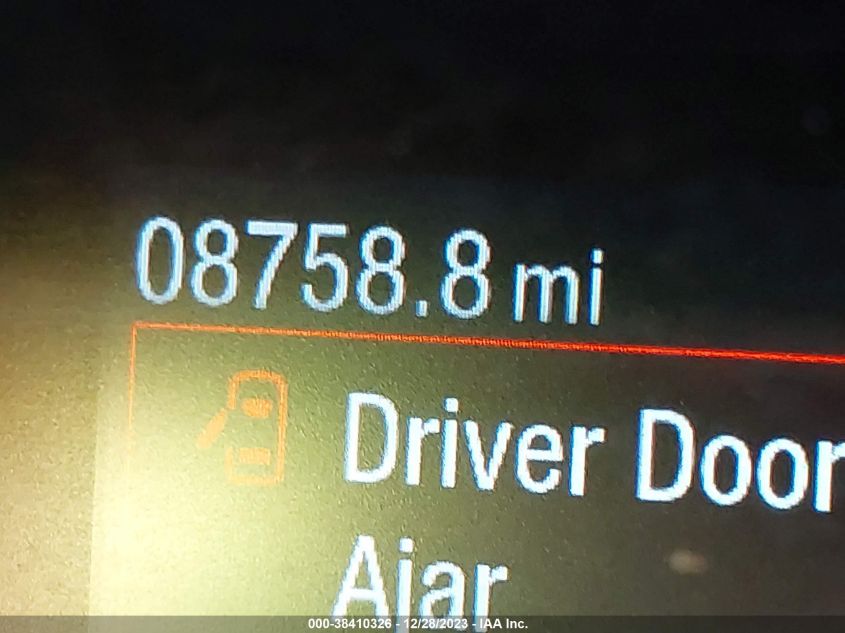 08758.8 mi
Driver Door
Ajar
000-38410326 - 12/28/2023 - IAA Inc.